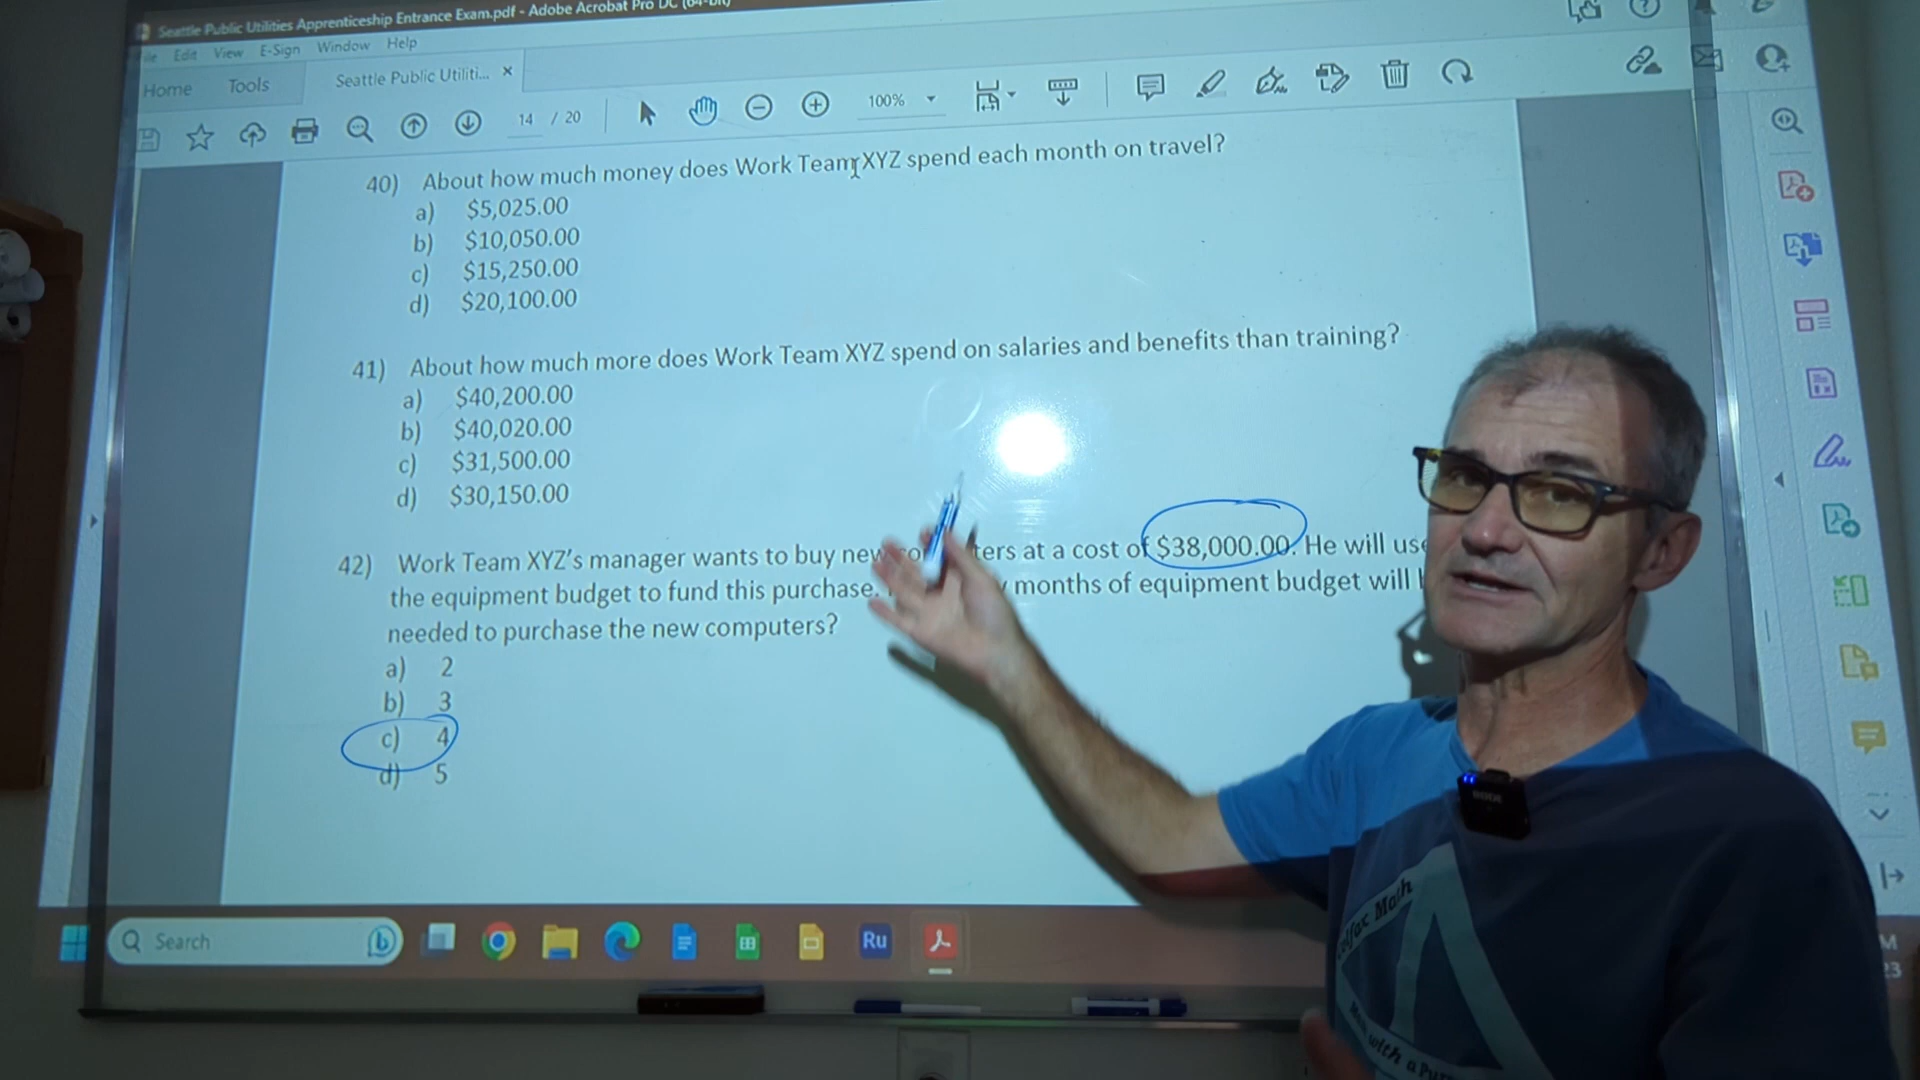 Seattle Public Utilities Apprenticeship Entrance Exam.pdf - Adobe Acrobat Pro DC (64-bit)
File Edit View E-Sign Window Help
Home Tools Seattle Public Utiliti... ×
14 / 20 100%
40) About how much money does Work Team XYZ spend each month on travel?
a) $5,025.00
b) $10,050.00
c) $15,250.00
d) $20,100.00
41) About how much more does Work Team XYZ spend on salaries and benefits than training?
a) $40,200.00
b) $40,020.00
c) $31,500.00
d) $30,150.00
42) Work Team XYZ's manager wants to buy new ters at a cost of $38,000.00. He will use
the equipment budget to fund this purchase. months of equipment budget will
needed to purchase the new computers?
a) 2
b) 3
c) 4
d) 5
Search
Ru
RODE
Math
with a